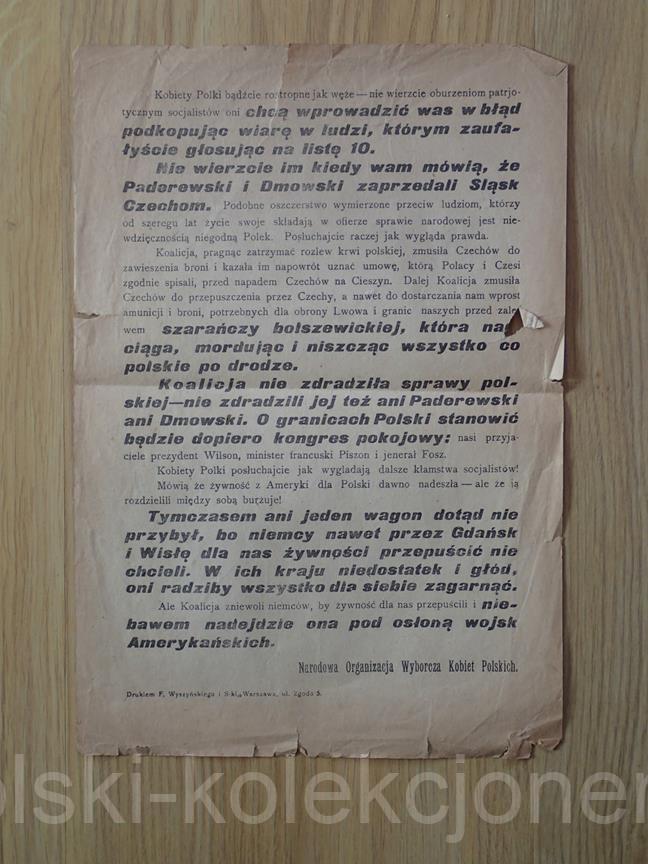 Kobiety Polki bądźcie roztropne jak węże — nie wierzcie oburzeniom patrjo-
tycznym socjalistów oni chcą wprowadzić was w błąd
podkopując wiarę w ludzi, którym zaufa-
łyście głosując na listę 10.
Nie wierzcie im kiedy wam mówią, że
Paderewski i Dmowski zaprzedali Śląsk
Czechom. Podobne oszczerstwo wymierzone przeciw ludziom, którzy
od szeregu lat życie swoje składają w ofierze sprawie narodowej jest nie-
wdzięcznością niegodną Polek. Posłuchajcie raczej jak wygląda prawda.
Koalicja, pragnąc zatrzymać rozlew krwi polskiej, zmusiła Czechów do
zawieszenia broni i kazała im napowrót uznać umowę, którą Polacy i Czesi
zgodnie spisali, przed napadem Czechów na Cieszyn. Dalej Koalicja zmusiła
Czechów do przepuszczenia przez Czechy, a nawet do dostarczania nam wprost
amunicji i broni, potrzebnych dla obrony Lwowa i granic naszych przed zale-
wem szarańczy bolszewickiej, która
ciąga, mordując i niszcząc wszystko co
polskie po drodze.
Koalicja nie zdradziła sprawy pol-
skiej—nie zdradzili jej też ani Paderewski
ani Dmowski. O granicach Polski stanowić
będzie dopiero kongres pokojowy: nasi przyja-
ciele prezydent Wilson, minister francuski Piszon i jenerał Fosz.
Kobiety Polki posłuchajcie jak wyglądają dalsze kłamstwa socjalistów!
Mówią że żywność z Ameryki dla Polski dawno nadeszła — ale że ją
rozdzielili między sobą burżuje!
Tymczasem ani jeden wagon dotąd nie
przybył, bo niemcy nawet przez Gdańsk
i Wisłę dla nas żywności przepuścić nie
chcieli. W ich kraju niedostatek i głód,
oni radziby wszystko dla siebie zagarnąć.
Ale Koalicja zniewoli niemców, by żywność dla nas przepuścili i nie-
bawem nadejdzie ona pod osłoną wojsk
Amerykańskich.
Narodowa Organizacja Wyborcza Kobiet Polskich.
Drukiem F. Wyszyńskiego i S-ki, Warszawa, ul. Zgoda 5.
olski-kolekcjoner